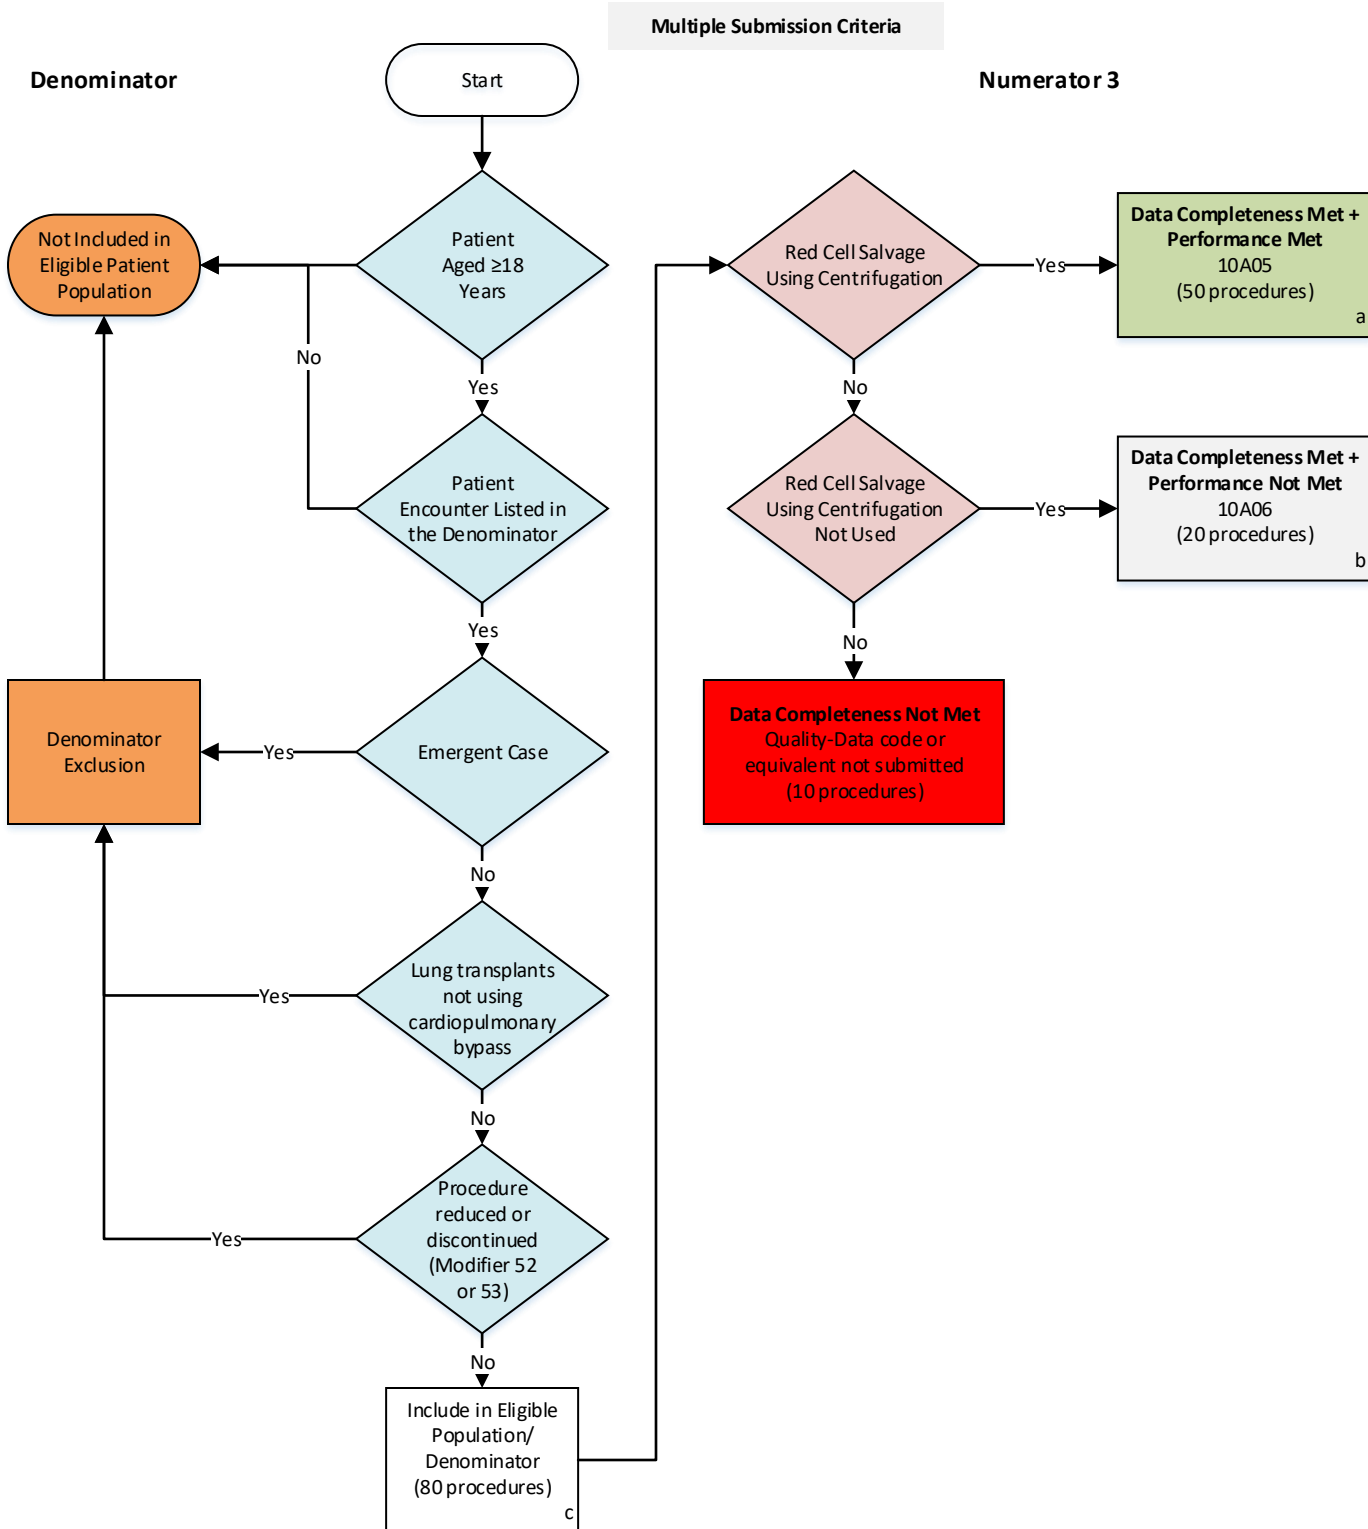 Multiple Submission Criteria
Denominator
Start
Numerator 3
Patient
Aged ≥18
Years
Not Included in
Eligible Patient
Population
No
Yes
Patient
Encounter Listed in
the Denominator
Yes
Emergent Case
Yes
Denominator
Exclusion
No
Lung transplants
not using
cardiopulmonary
bypass
Yes
No
Procedure
reduced or
discontinued
(Modifier 52
or 53)
Yes
No
Include in Eligible
Population/
Denominator
(80 procedures)
c
Red Cell Salvage
Using Centrifugation
Yes
Data Completeness Met +
Performance Met
10A05
(50 procedures)
a
No
Red Cell Salvage
Using Centrifugation
Not Used
Yes
Data Completeness Met +
Performance Not Met
10A06
(20 procedures)
b
No
Data Completeness Not Met
Quality-Data code or
equivalent not submitted
(10 procedures)